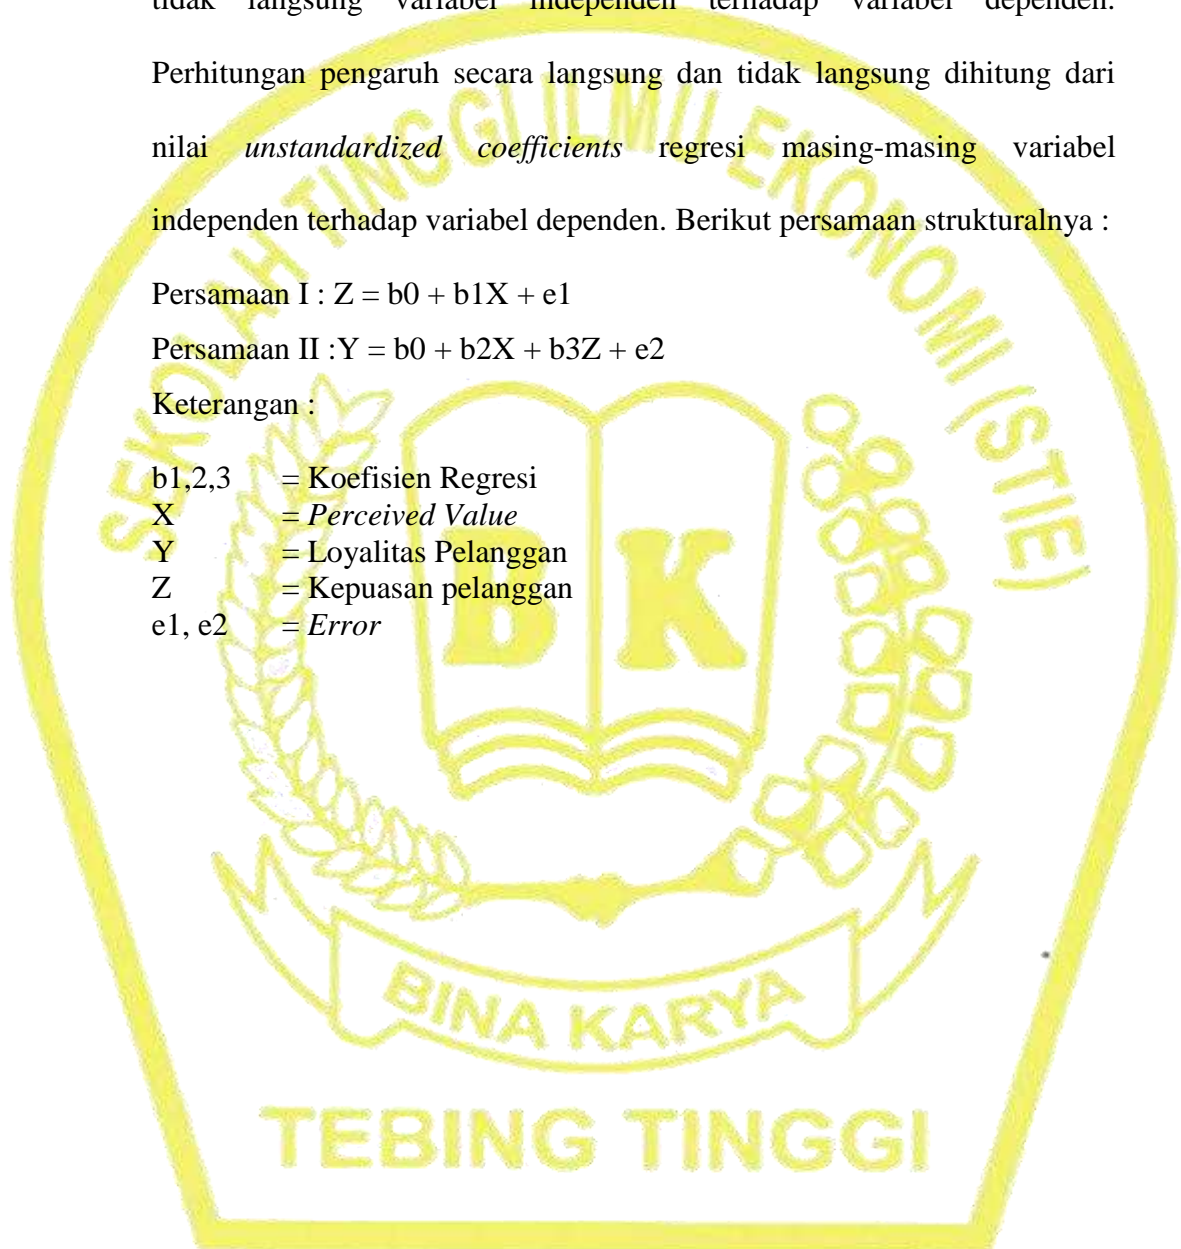 tidak langsung variabel independen terhadap variabel dependen.
Perhitungan pengaruh secara langsung dan tidak langsung dihitung dari
nilai unstandardized coefficients regresi masing-masing variabel
independen terhadap variabel dependen. Berikut persamaan strukturalnya :
Persamaan I : Z = b0 + b1X + e1
Persamaan II :Y = b0 + b2X + b3Z + e2
Keterangan :
b1,2,3 = Koefisien Regresi
X = Perceived Value
Y = Loyalitas Pelanggan
Z = Kepuasan pelanggan
e1, e2 = Error
SEKOLAH TINGGI ILMU EKONOMI (STIE)
B K
BINA KARYA
TEBING TINGGI